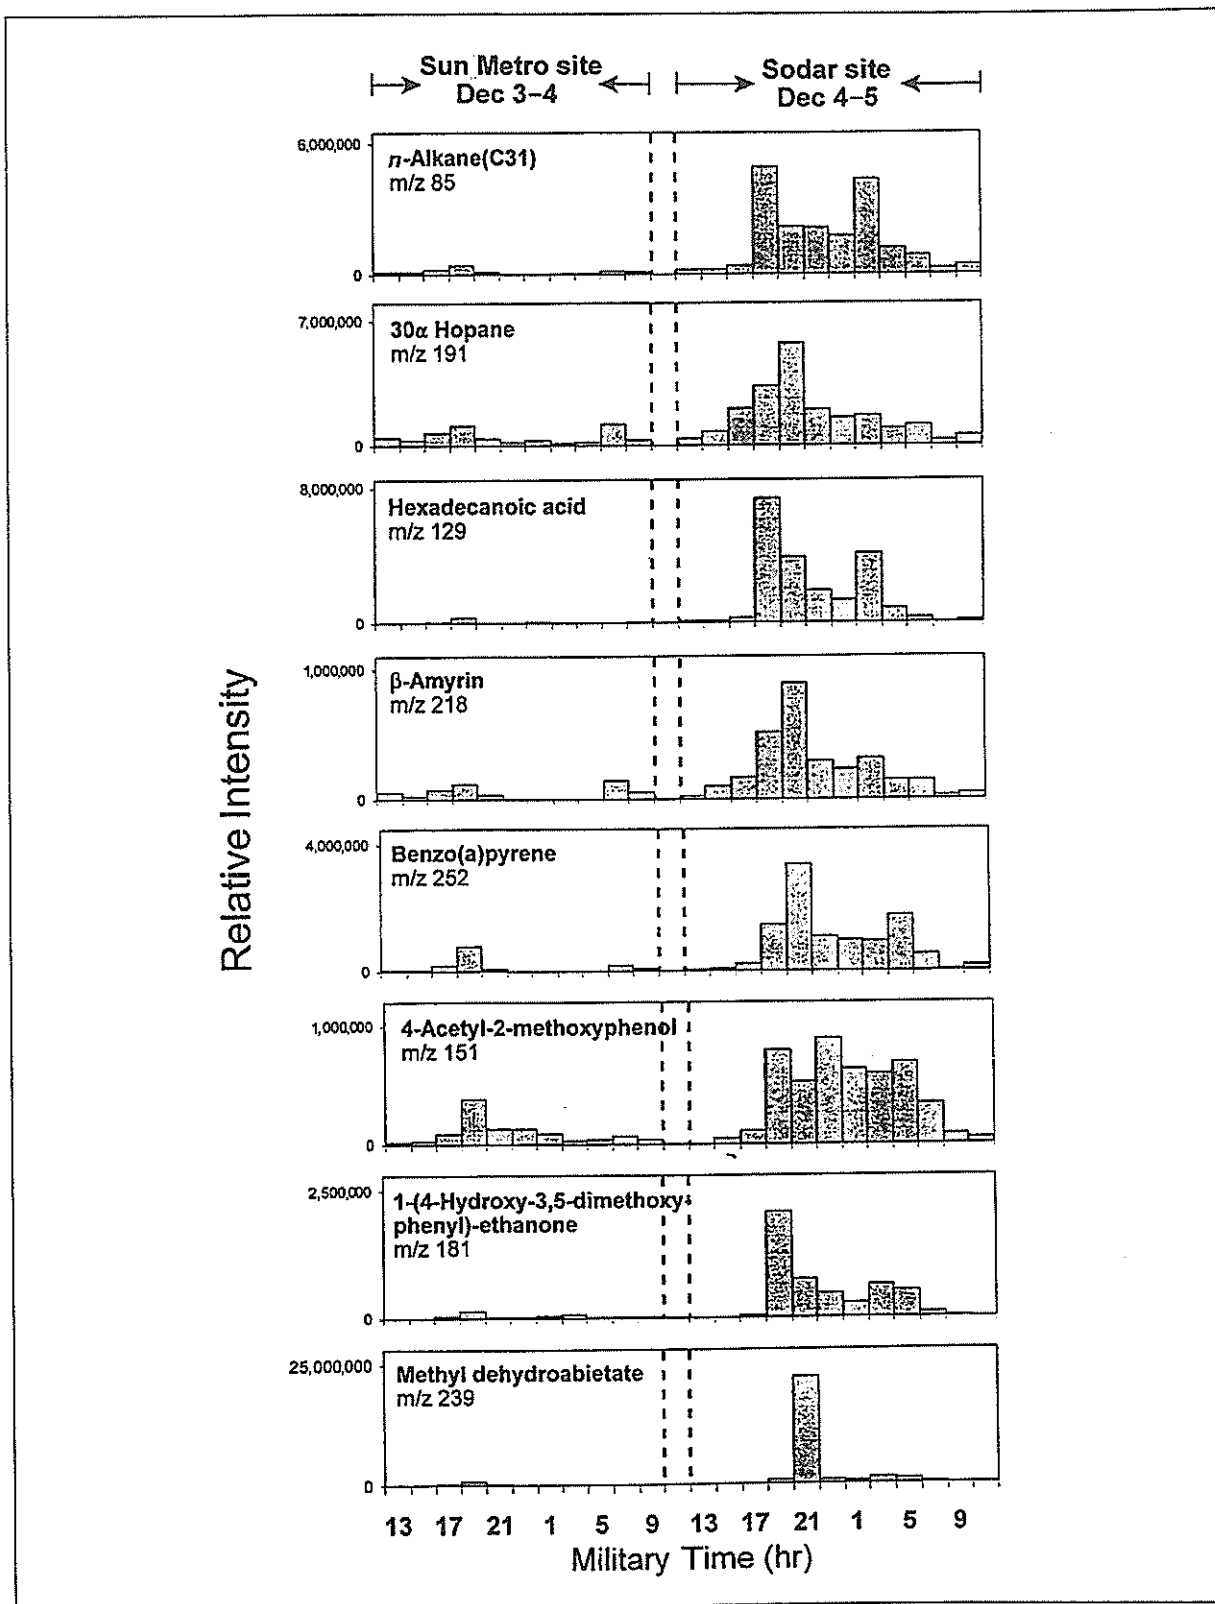 Sun Metro site
Dec 3–4
Sodar site
Dec 4–5
6,000,000
n-Alkane(C31)
m/z 85
0
7,000,000
30α Hopane
m/z 191
0
8,000,000
Hexadecanoic acid
m/z 129
0
1,000,000
β-Amyrin
m/z 218
0
4,000,000
Benzo(a)pyrene
m/z 252
0
1,000,000
4-Acetyl-2-methoxyphenol
m/z 151
0
2,500,000
1-(4-Hydroxy-3,5-dimethoxy-
phenyl)-ethanone
m/z 181
0
25,000,000
Methyl dehydroabietate
m/z 239
0
13 17 21 1 5 9 13 17 21 1 5 9
Military Time (hr)
Relative Intensity